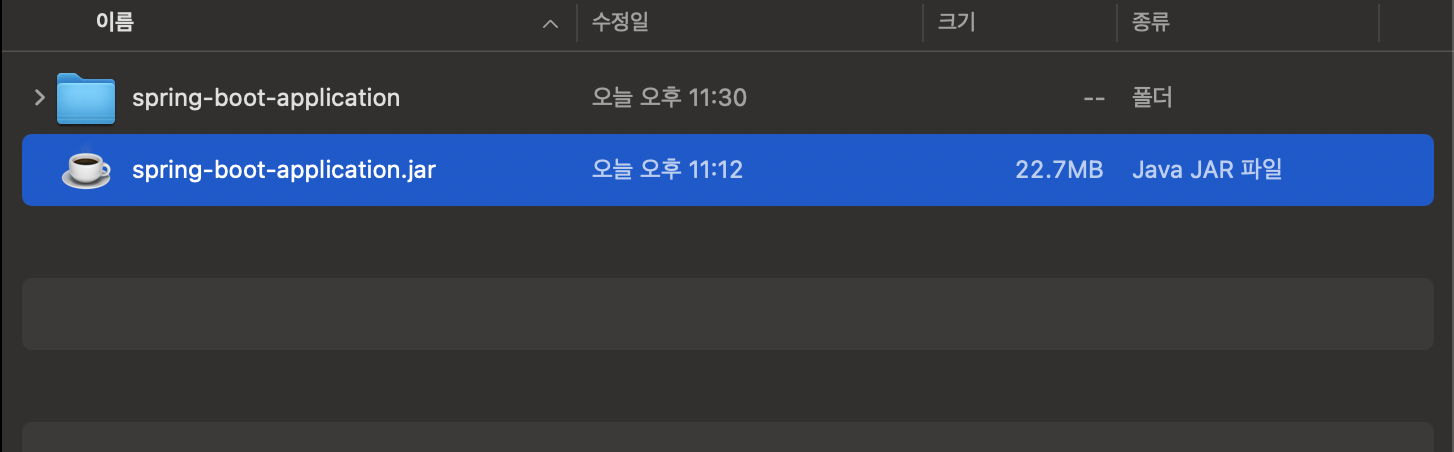 이름 수정일 크기 종류
spring-boot-application 오늘 오후 11:30 -- 폴더
spring-boot-application.jar 오늘 오후 11:12 22.7MB Java JAR 파일